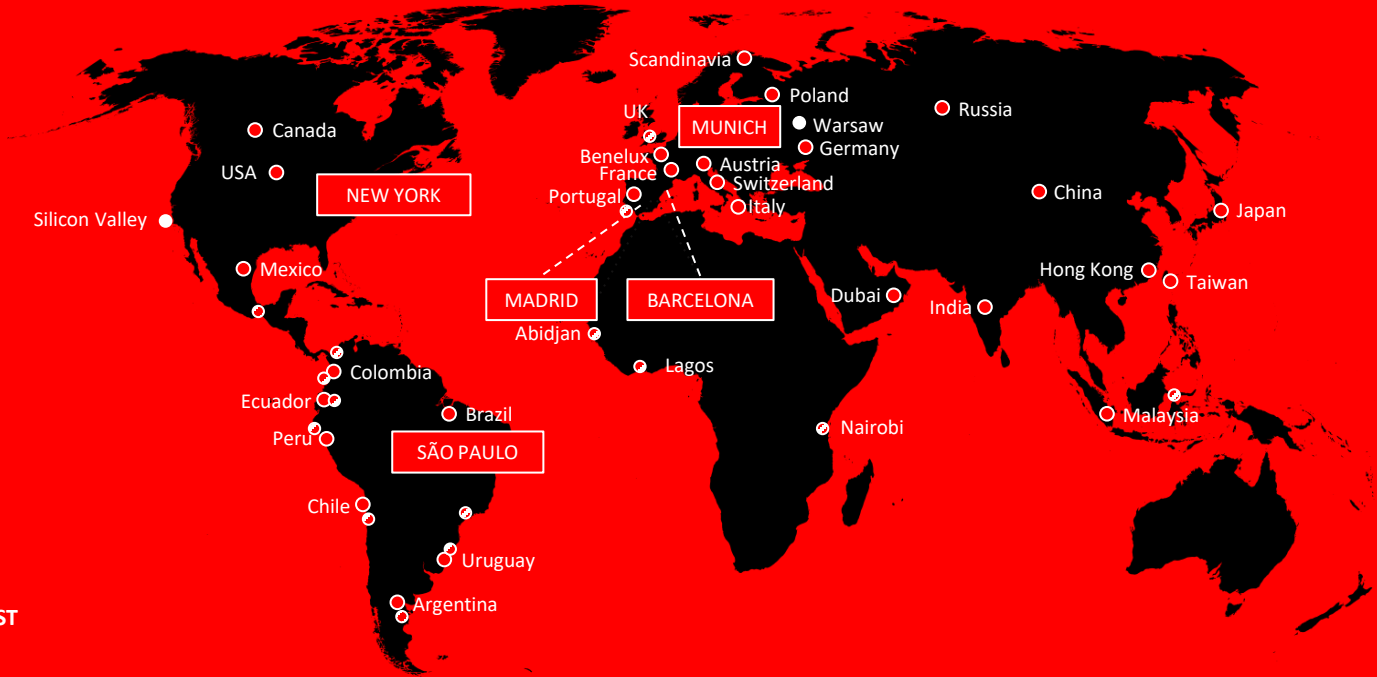 Scandinavia
Poland
Russia
UK
MUNICH
Warsaw
Canada
Germany
Benelux
Austria
France
USA
Switzerland
NEW YORK
Portugal
China
Italy
Japan
Silicon Valley
Mexico
Hong Kong
Taiwan
MADRID
BARCELONA
Dubai
India
Abidjan
Lagos
Colombia
Ecuador
Brazil
Malaysia
Peru
Nairobi
SÃO PAULO
Chile
Uruguay
Argentina
ST